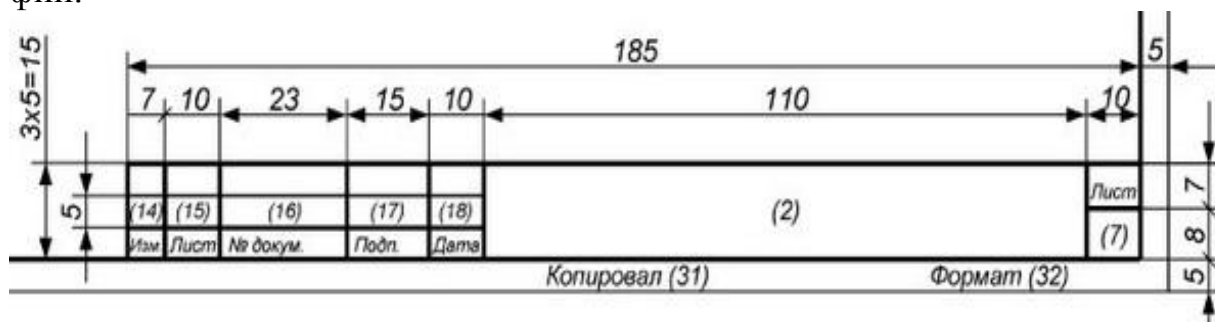 185 5
3x5=15
7 10 23 15 10 110 10
5
(14) (15) (16) (17) (18) (2) Лист 7
Изм Лист № докум. Подп. Дата (7) 8
Копировал (31) Формат (32) 5